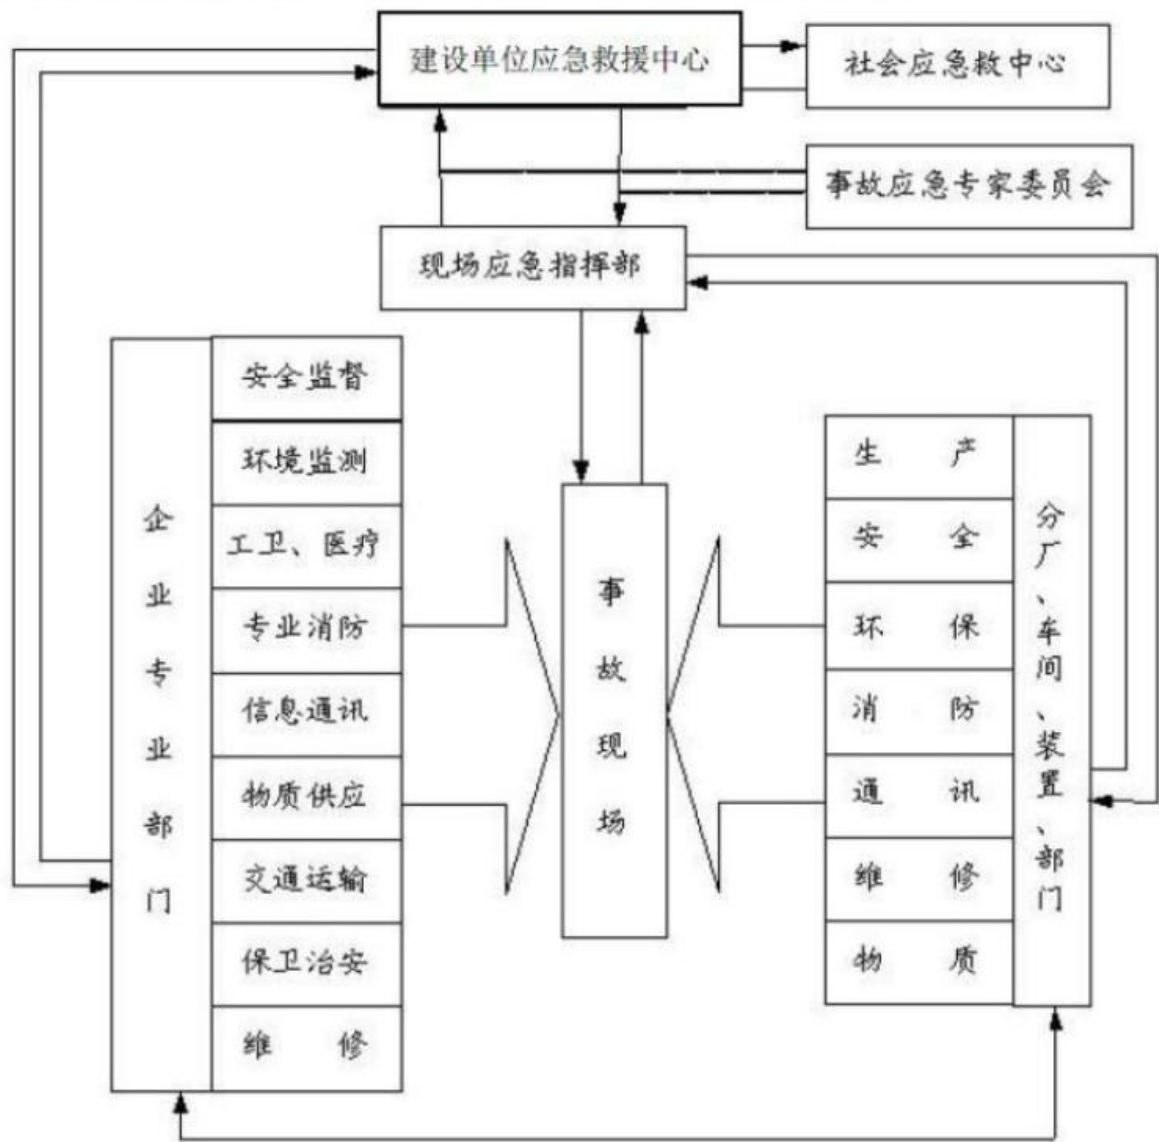 建设单位应急救援中心
社会应急救中心
事故应急专家委员会
现场应急指挥部
企业专业部门
安全监督
环境监测
工卫、医疗
专业消防
信息通讯
物质供应
交通运输
保卫治安
维 修
事故现场
生 产
安 全
环 保
消 防
通 讯
维 修
物 质
分厂、车间、装置、部门